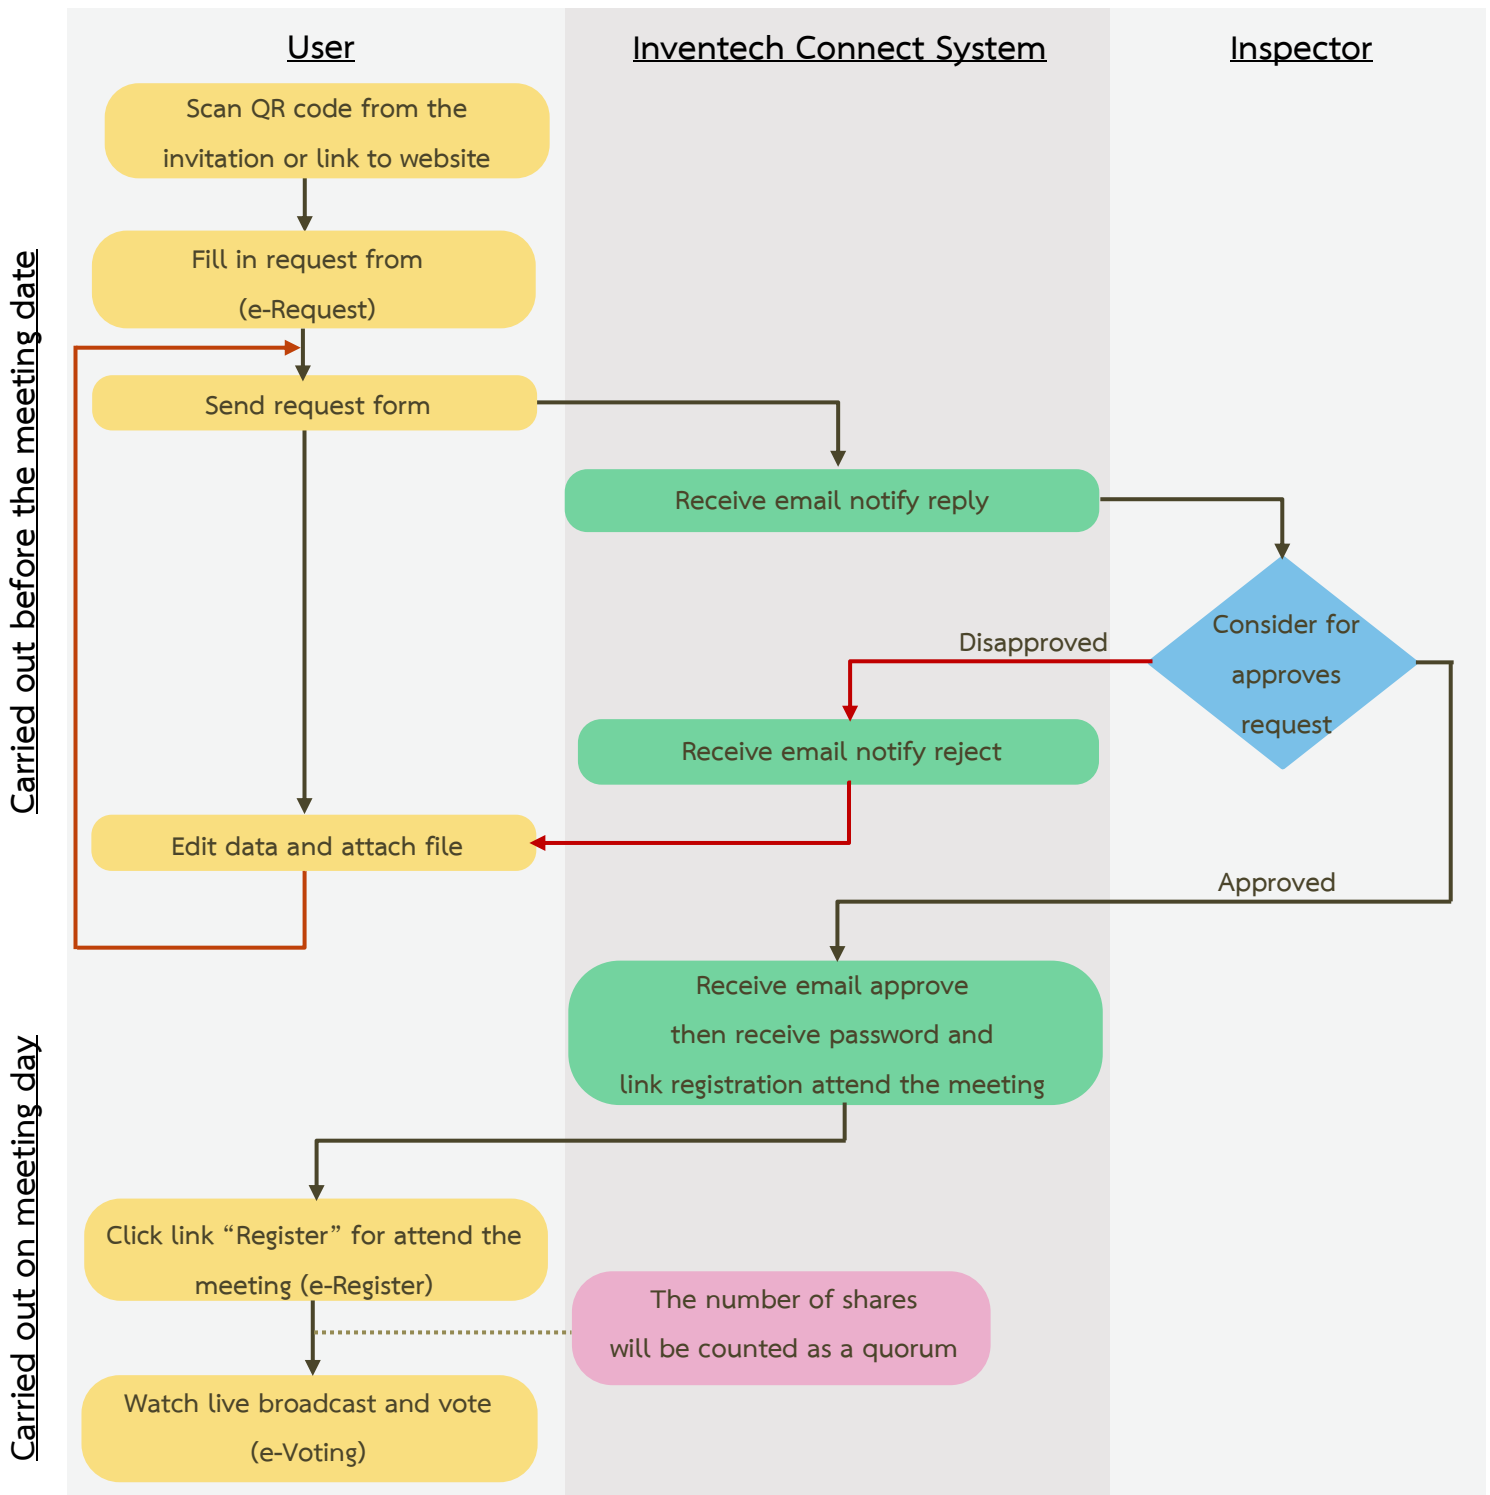 User
Inventech Connect System
Inspector
Carried out before the meeting date
Scan QR code from the
invitation or link to website
Fill in request from
(e-Request)
Send request form
Receive email notify reply
Consider for
approves
request
Disapproved
Receive email notify reject
Edit data and attach file
Approved
Receive email approve
then receive password and
link registration attend the meeting
Carried out on meeting day
Click link “Register” for attend the
meeting (e-Register)
The number of shares
will be counted as a quorum
Watch live broadcast and vote
(e-Voting)